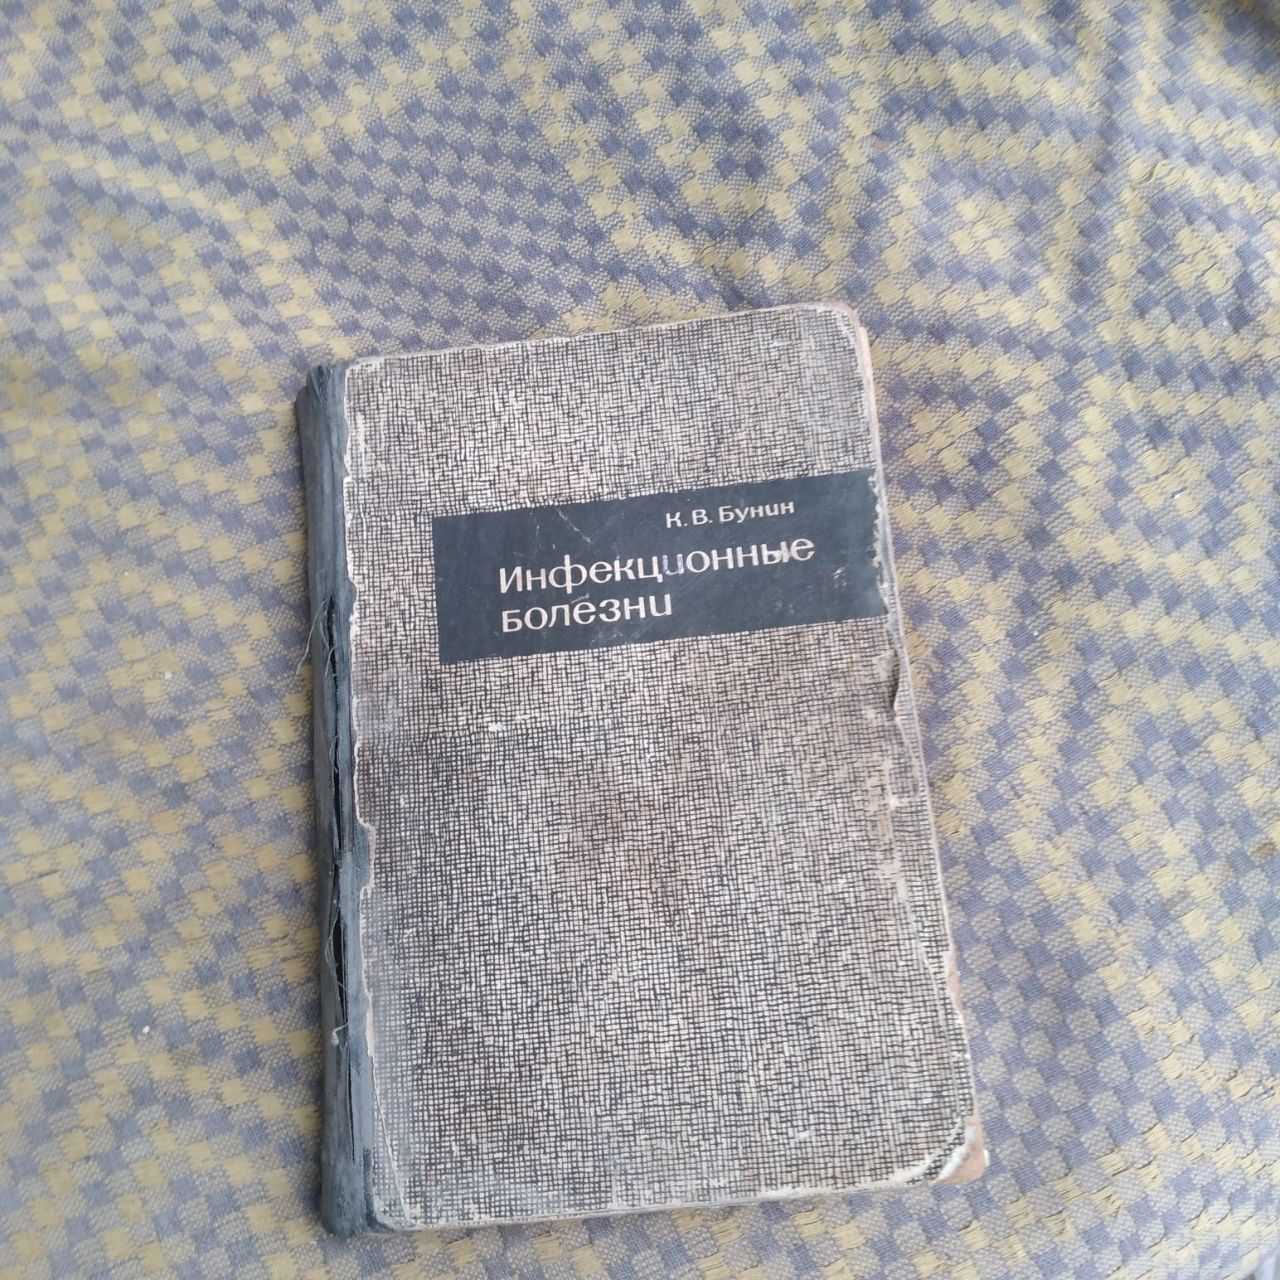 К. В. Бунин
Инфекционные
болезни